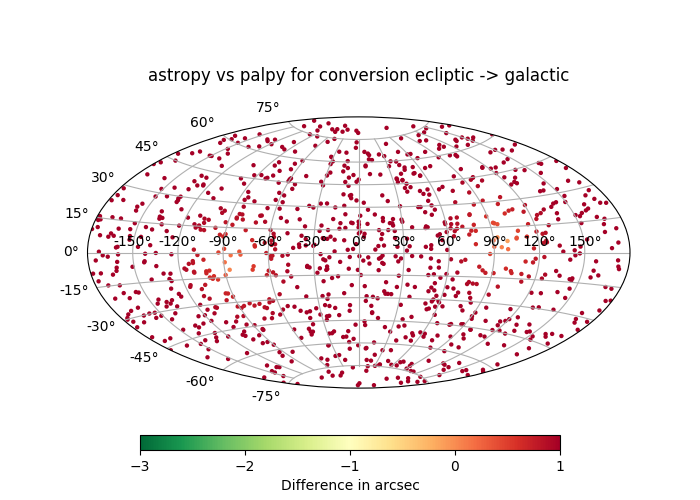 astropy vs palpy for conversion ecliptic -> galactic
75°
60°
45°
30°
15°
-150° -120° -90° -60° -30° 0° 30° 60° 90° 120° 150°
0°
-15°
-30°
-45°
-60°
-75°
−3 −2 −1 0 1
Difference in arcsec